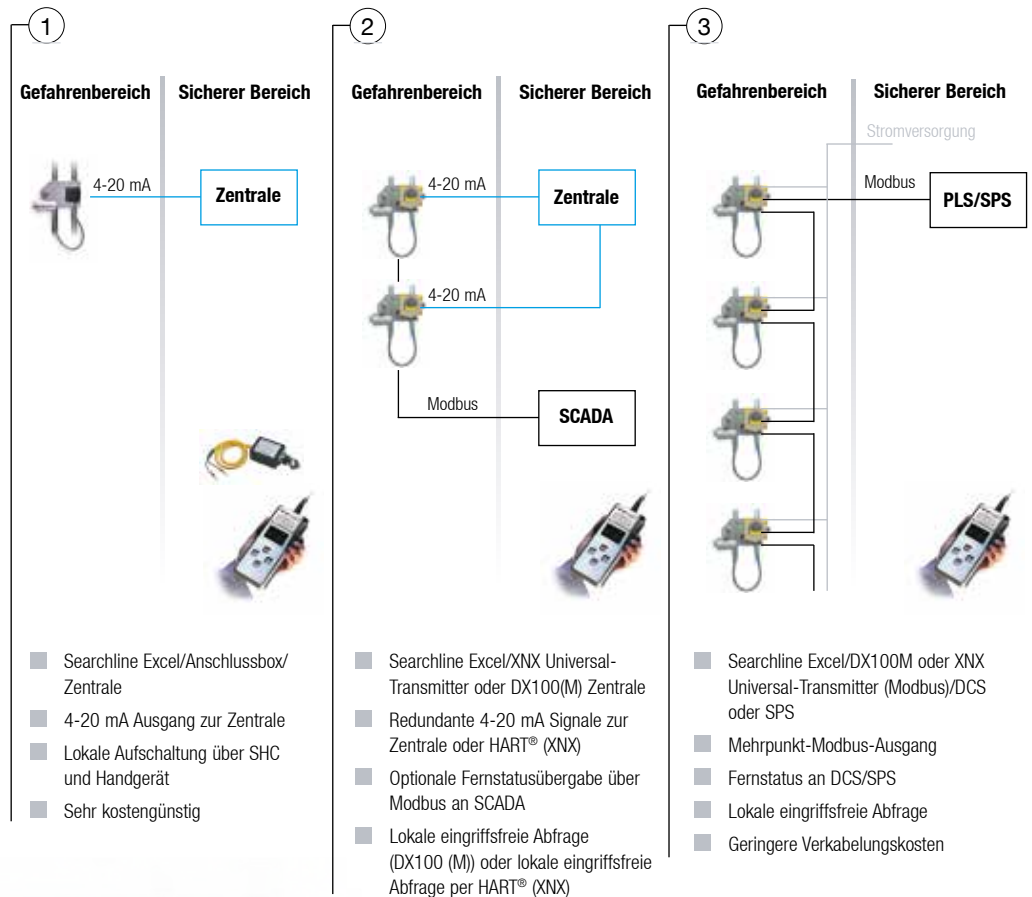 1
Gefahrenbereich
Sicherer Bereich
4-20 mA
Zentrale
Searchline Excel/Anschlussbox/
Zentrale
4-20 mA Ausgang zur Zentrale
Lokale Aufschaltung über SHC
und Handgerät
Sehr kostengünstig
2
Gefahrenbereich
Sicherer Bereich
4-20 mA
Zentrale
4-20 mA
Modbus
SCADA
Searchline Excel/XNX Universal-
Transmitter oder DX100(M) Zentrale
Redundante 4-20 mA Signale zur
Zentrale oder HART® (XNX)
Optionale Fernstatusübergabe über
Modbus an SCADA
Lokale eingriffsfreie Abfrage
(DX100 (M)) oder lokale eingriffsfreie
Abfrage per HART® (XNX)
3
Gefahrenbereich
Sicherer Bereich
Stromversorgung
Modbus
PLS/SPS
Searchline Excel/DX100M oder XNX
Universal-Transmitter (Modbus)/DCS
oder SPS
Mehrpunkt-Modbus-Ausgang
Fernstatus an DCS/SPS
Lokale eingriffsfreie Abfrage
Geringere Verkabelungskosten